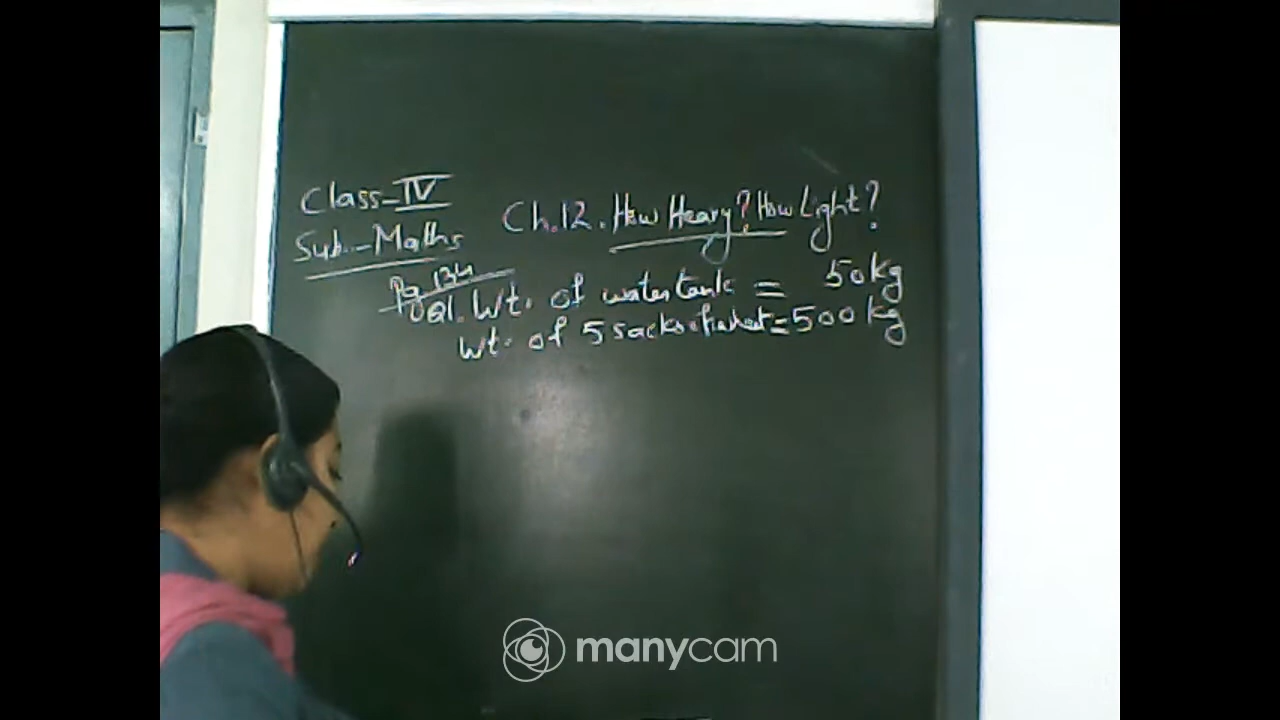 Class-IV
Sub.-Maths
Ch.12. How Heavy? How Light?
Pg 134
Q1. Wt. of water tank = 50 kg
Wt. of 5 sacks of wheat = 500 kg
manycam